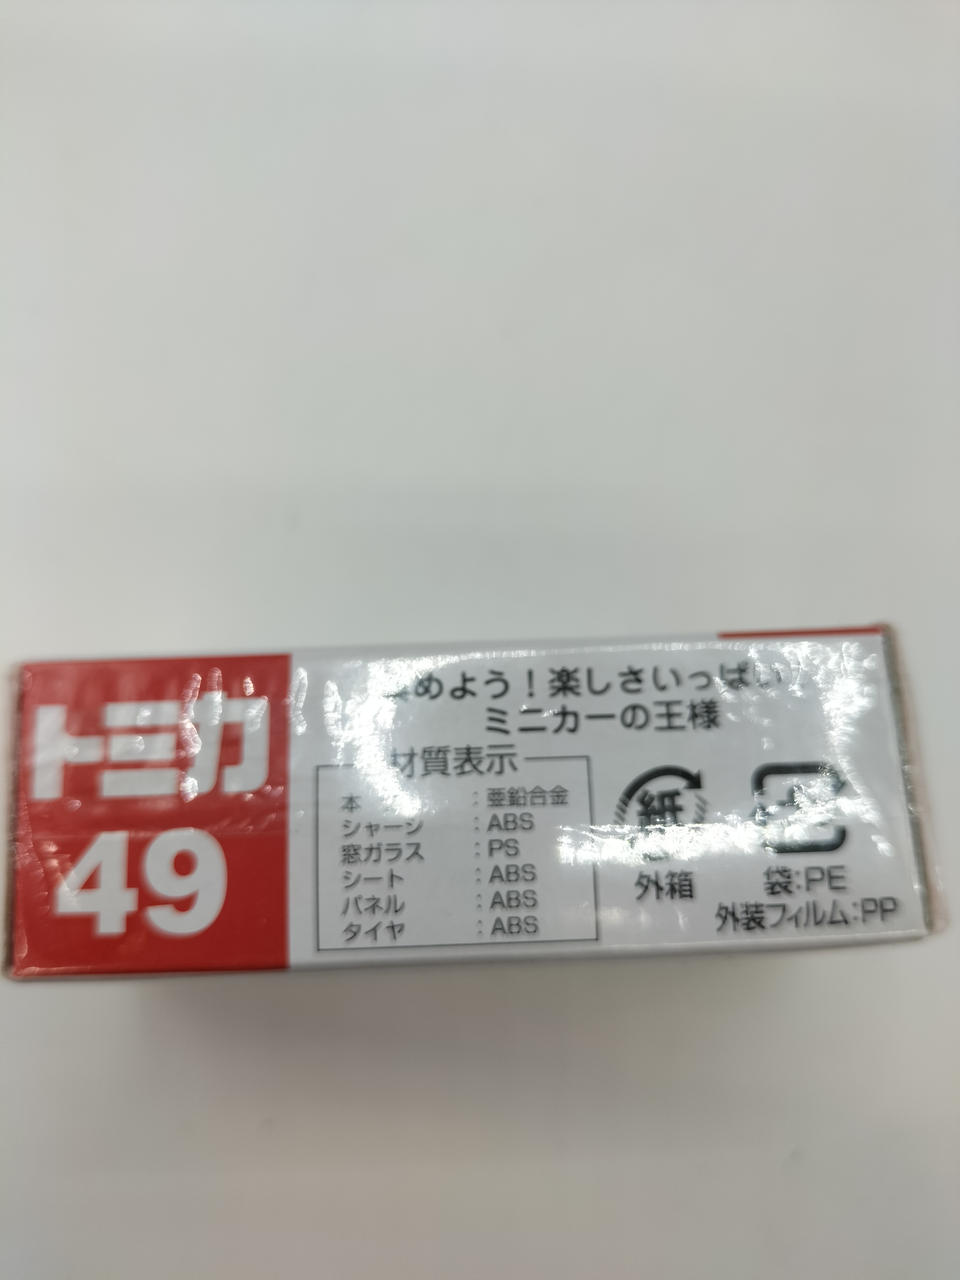 トミカ
49
めよう!楽しさいっぱい
ミニカーの王様
材質表示
本 :亜鉛合金
シャーシ :ABS
窓ガラス :PS
シート :ABS
パネル :ABS
タイヤ :ABS
紙
外箱
袋:PE
外装フィルム:PP